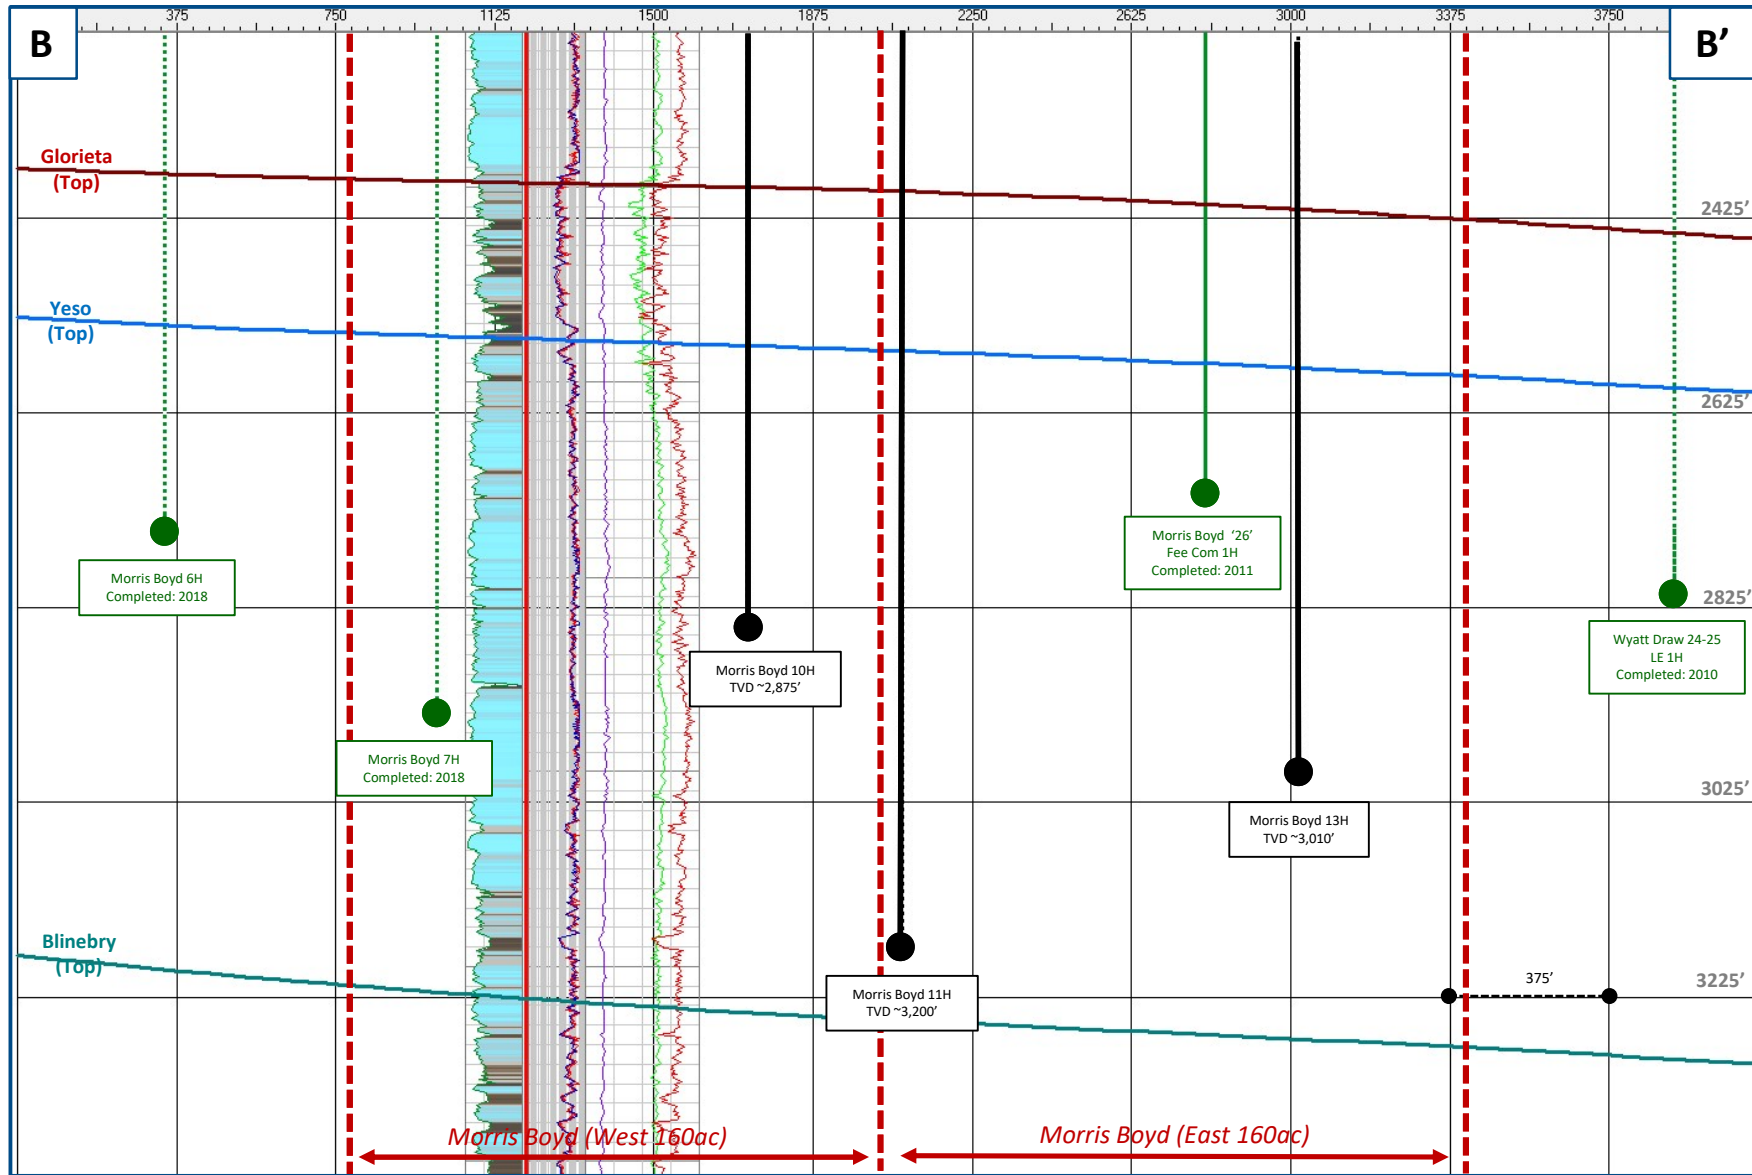 375 750 1125 1500 1875 2250 2625 3000 3375 3750
B
B’
Glorieta
(Top)
2425’
Yeso
(Top)
2625’
Morris Boyd 6H
Completed: 2018
Morris Boyd ‘26’
Fee Com 1H
Completed: 2011
2825’
Wyatt Draw 24-25
LE 1H
Completed: 2010
Morris Boyd 10H
TVD ~2,875’
Morris Boyd 7H
Completed: 2018
3025’
Morris Boyd 13H
TVD ~3,010’
Blinebry
(Top)
375’
3225’
Morris Boyd 11H
TVD ~3,200’
Morris Boyd (West 160ac)
Morris Boyd (East 160ac)